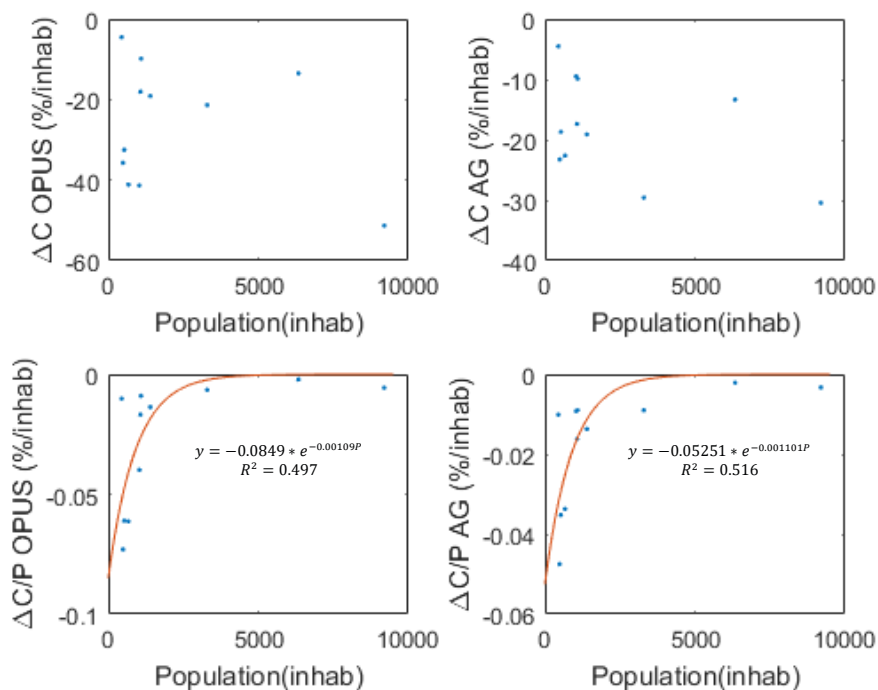 0
-20
-40
-60
ΔC OPUS (%/inhab)
0
5000
10000
Population(inhab)
0
-10
-20
-30
-40
ΔC AG (%/inhab)
0
5000
10000
Population(inhab)
0
-0.05
-0.1
ΔC/P OPUS (%/inhab)
y = −0.0849 * e^{−0.00109P}
R² = 0.497
0
5000
10000
Population(inhab)
0
-0.02
-0.04
-0.06
ΔC/P AG (%/inhab)
y = −0.05251 * e^{−0.001101P}
R² = 0.516
0
5000
10000
Population(inhab)